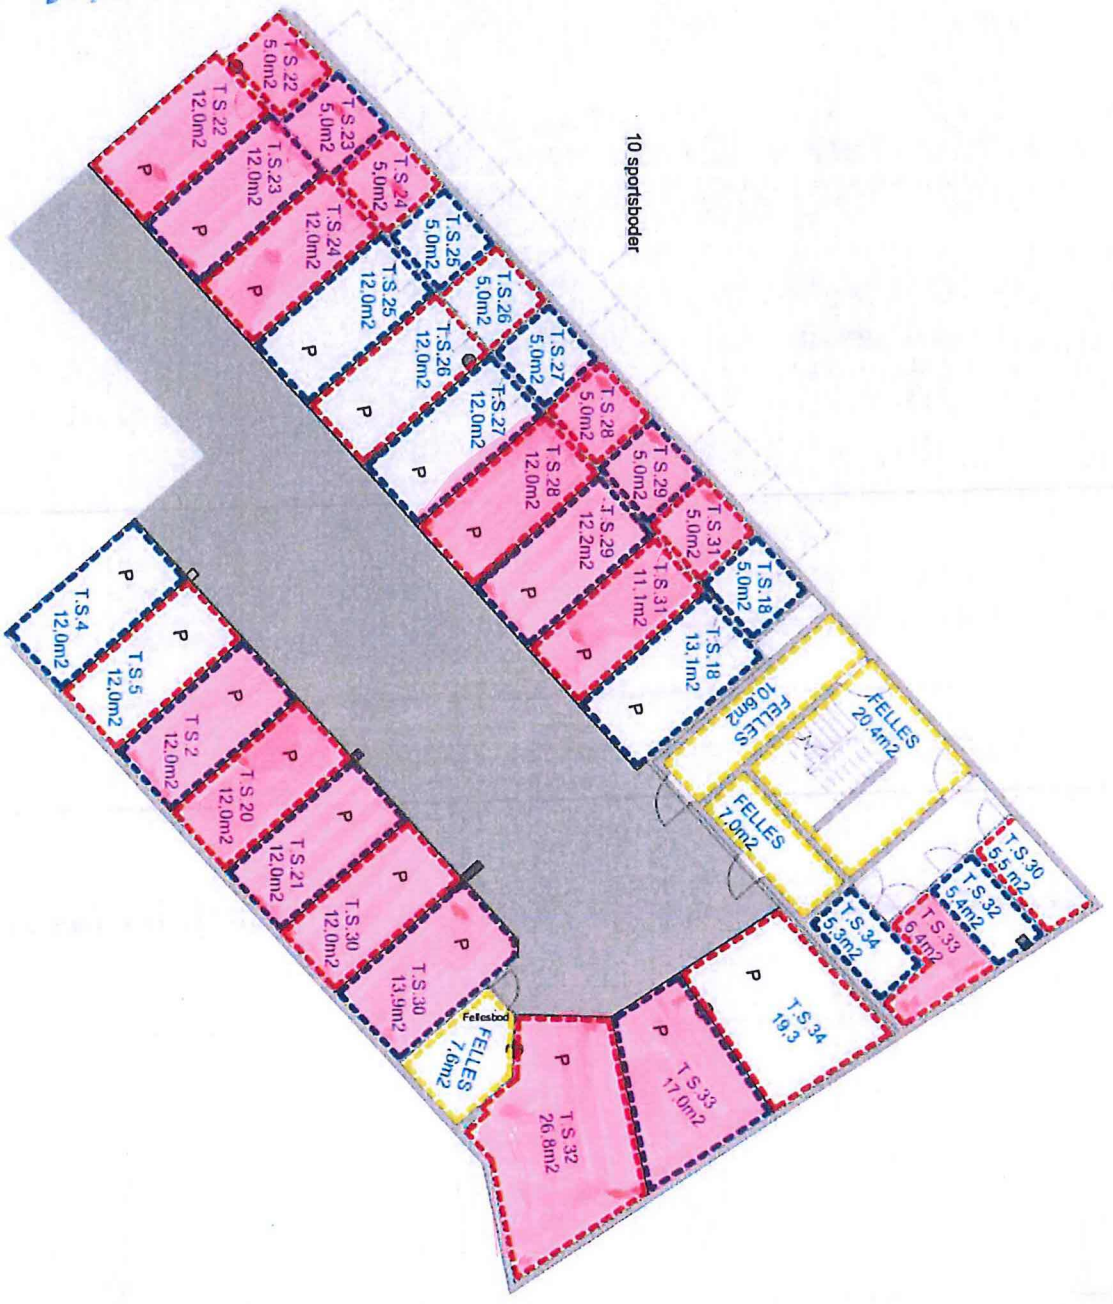 10 sportsboder
T.S.22
5,0m2
T.S.23
5,0m2
T.S.24
5,0m2
T.S.25
5,0m2
T.S.26
5,0m2
T.S.27
5,0m2
T.S.28
5,0m2
T.S.29
5,0m2
T.S.31
5,0m2
T.S.18
5,0m2
T.S.22
12,0m2
P
T.S.23
12,0m2
P
T.S.24
12,0m2
P
T.S.25
12,0m2
P
T.S.26
12,0m2
P
T.S.27
12,0m2
P
T.S.28
12,0m2
P
T.S.29
12,2m2
P
T.S.31
11,1m2
P
T.S.18
13,1m2
P
FELLES
10,6m2
FELLES
20,4m2
FELLES
7,0m2
T.S.30
5,5 m2
T.S.32
5,4m2
T.S.33
6,4m2
T.S.34
5,3m2
P
T.S.4
12,0m2
P
T.S.5
12,0m2
P
T.S.2
12,0m2
P
T.S.20
12,0m2
P
T.S.21
12,0m2
P
T.S.30
12,0m2
P
T.S.30
13,9m2
Fellesbod
FELLES
7,6m2
P
T.S.32
26,8m2
P
T.S.33
17,0m2
P
T.S.34
19,3